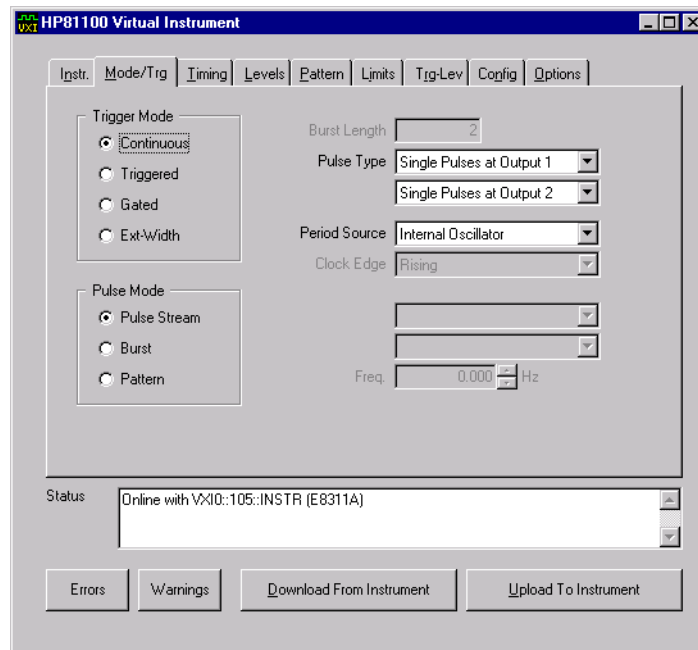 VXI HP81100 Virtual Instrument
Instr. Mode/Trg Timing Levels Pattern Limits Trg-Lev Config Options
Trigger Mode
Continuous
Triggered
Gated
Ext-Width
Burst Length 2
Pulse Type Single Pulses at Output 1
Single Pulses at Output 2
Period Source Internal Oscillator
Clock Edge Rising
Pulse Mode
Pulse Stream
Burst
Pattern
Freq. 0.000 Hz
Status Online with VXI0::105::INSTR (E8311A)
Errors Warnings Download From Instrument Upload To Instrument